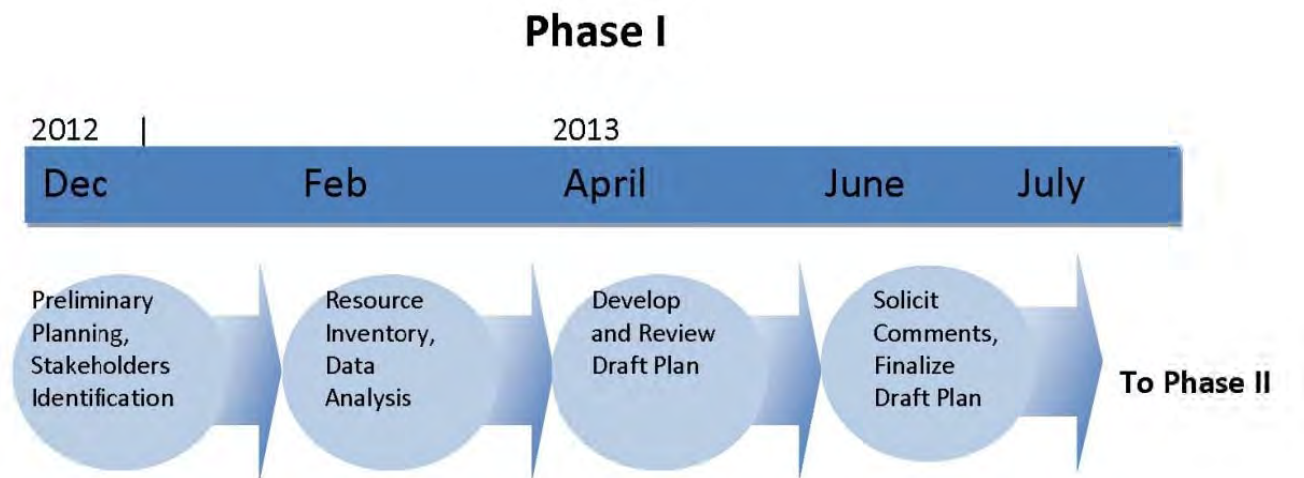 Phase I
2012 | 2013
Dec Feb April June July
Preliminary
Planning,
Stakeholders
Identification
Resource
Inventory,
Data
Analysis
Develop
and Review
Draft Plan
Solicit
Comments,
Finalize
Draft Plan
To Phase II